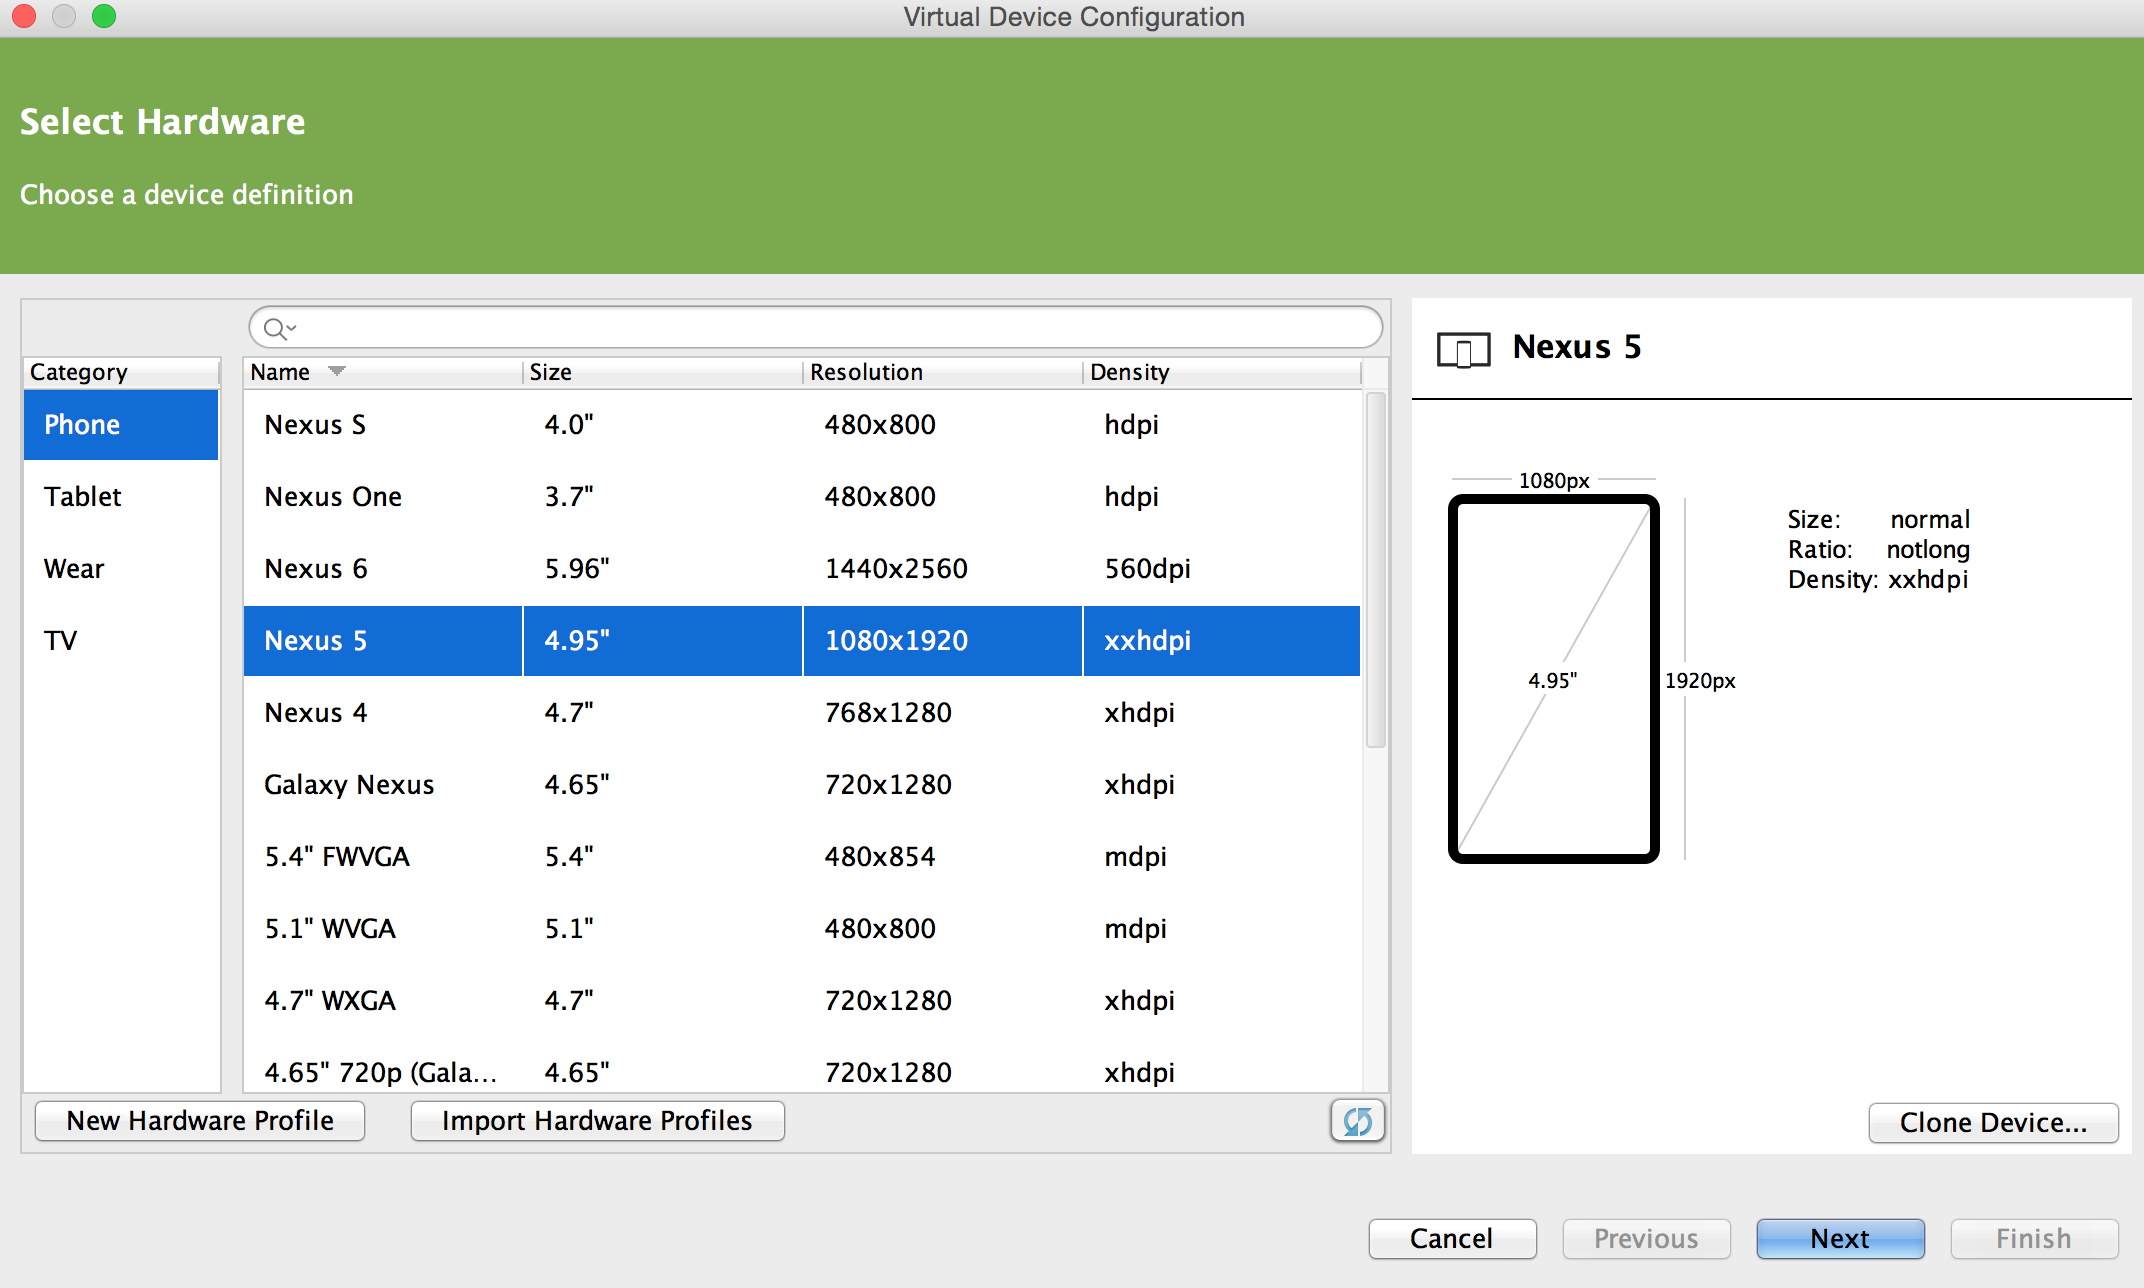 Virtual Device Configuration
Select Hardware
Choose a device definition
Category
Phone
Tablet
Wear
TV
Name Size Resolution Density
Nexus S 4.0" 480x800 hdpi
Nexus One 3.7" 480x800 hdpi
Nexus 6 5.96" 1440x2560 560dpi
Nexus 5 4.95" 1080x1920 xxhdpi
Nexus 4 4.7" 768x1280 xhdpi
Galaxy Nexus 4.65" 720x1280 xhdpi
5.4" FWVGA 5.4" 480x854 mdpi
5.1" WVGA 5.1" 480x800 mdpi
4.7" WXGA 4.7" 720x1280 xhdpi
4.65" 720p (Gala... 4.65" 720x1280 xhdpi
New Hardware Profile Import Hardware Profiles
Nexus 5
1080px
4.95"
1920px
Size: normal
Ratio: notlong
Density: xxhdpi
Clone Device...
Cancel Previous Next Finish